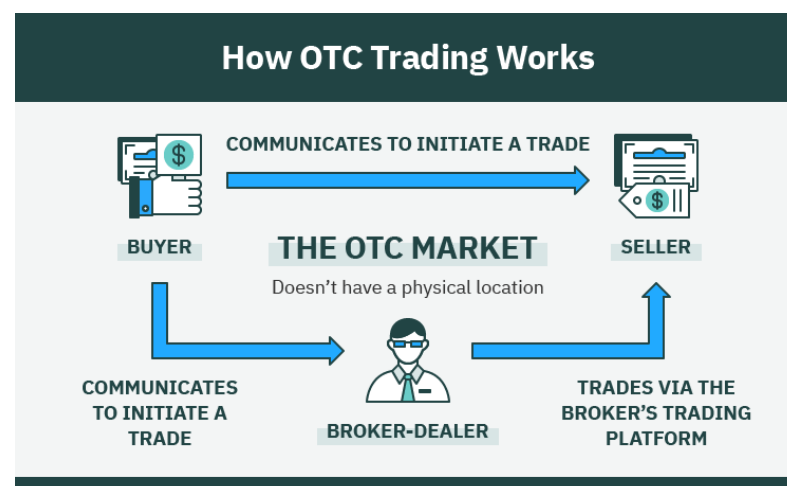 How OTC Trading Works
COMMUNICATES TO INITIATE A TRADE
$
$
BUYER
THE OTC MARKET
SELLER
Doesn't have a physical location
COMMUNICATES
TO INITIATE A
TRADE
BROKER-DEALER
TRADES VIA THE
BROKER'S TRADING
PLATFORM